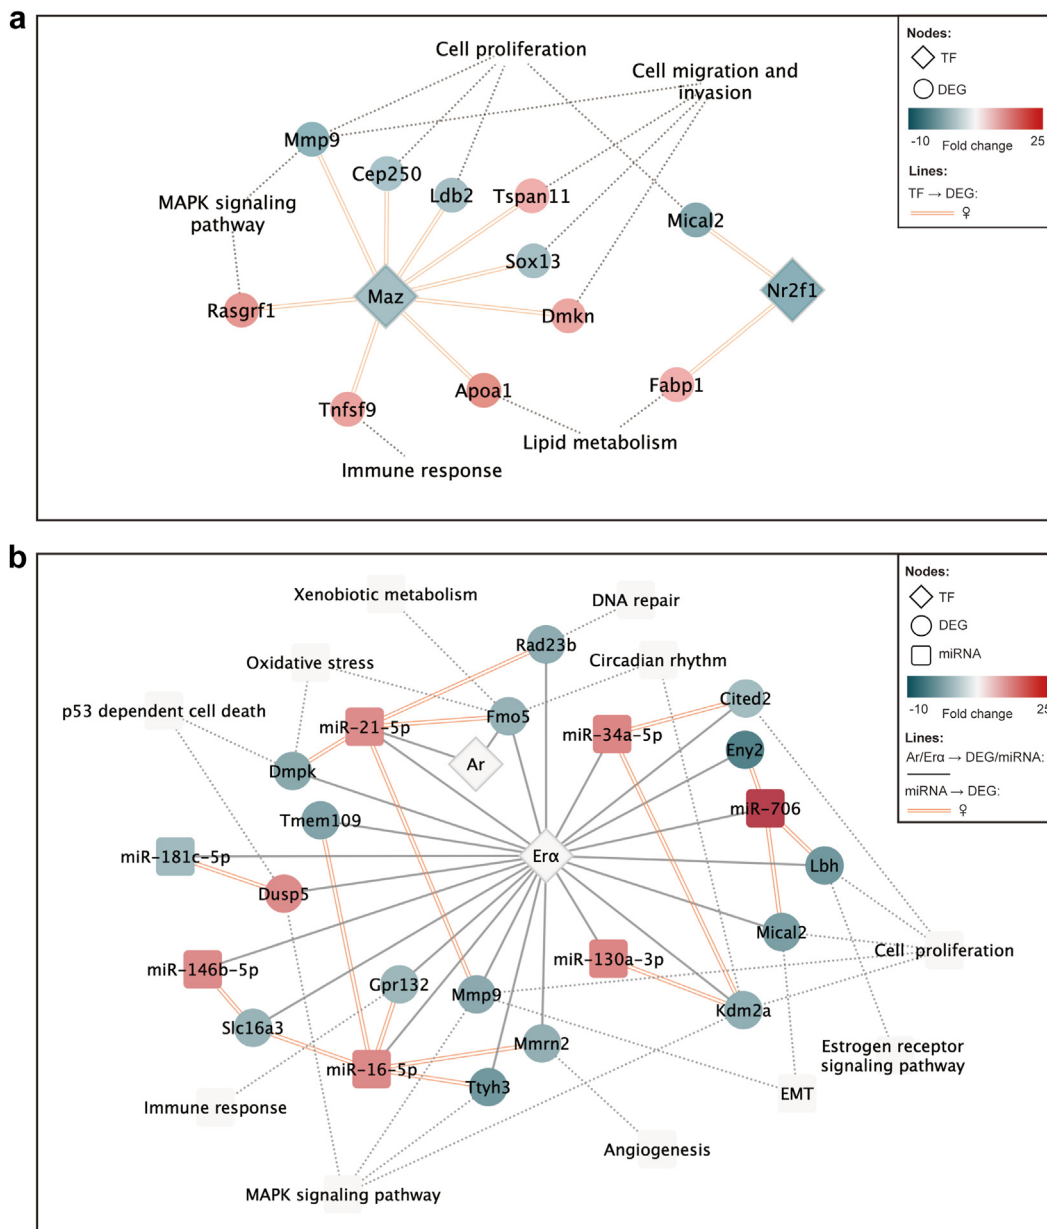 a
Cell proliferation
Cell migration and
invasion
Mmp9
Cep250
Ldb2
Tspan11
MAPK signaling
pathway
Mical2
Sox13
Maz
Nr2f1
Rasgrf1
Dmkn
Apoa1
Fabp1
Tnfsf9
Lipid metabolism
Immune response
Nodes:
TF
DEG
-10 Fold change 25
Lines:
TF → DEG:
♀
b
Xenobiotic metabolism
DNA repair
Rad23b
Oxidative stress
Circadian rhythm
p53 dependent cell death
Cited2
miR-21-5p
Fmo5
miR-34a-5p
Eny2
Ar
Dmpk
miR-706
Tmem109
miR-181c-5p
Erα
Lbh
Dusp5
Mical2
Cell proliferation
miR-146b-5p
miR-130a-3p
Gpr132
Mmp9
Kdm2a
Slc16a3
Mmrn2
Estrogen receptor
signaling pathway
miR-16-5p
Ttyh3
EMT
Immune response
Angiogenesis
MAPK signaling pathway
Nodes:
TF
DEG
miRNA
-10 Fold change 25
Lines:
Ar/Erα → DEG/miRNA:
miRNA → DEG:
♀